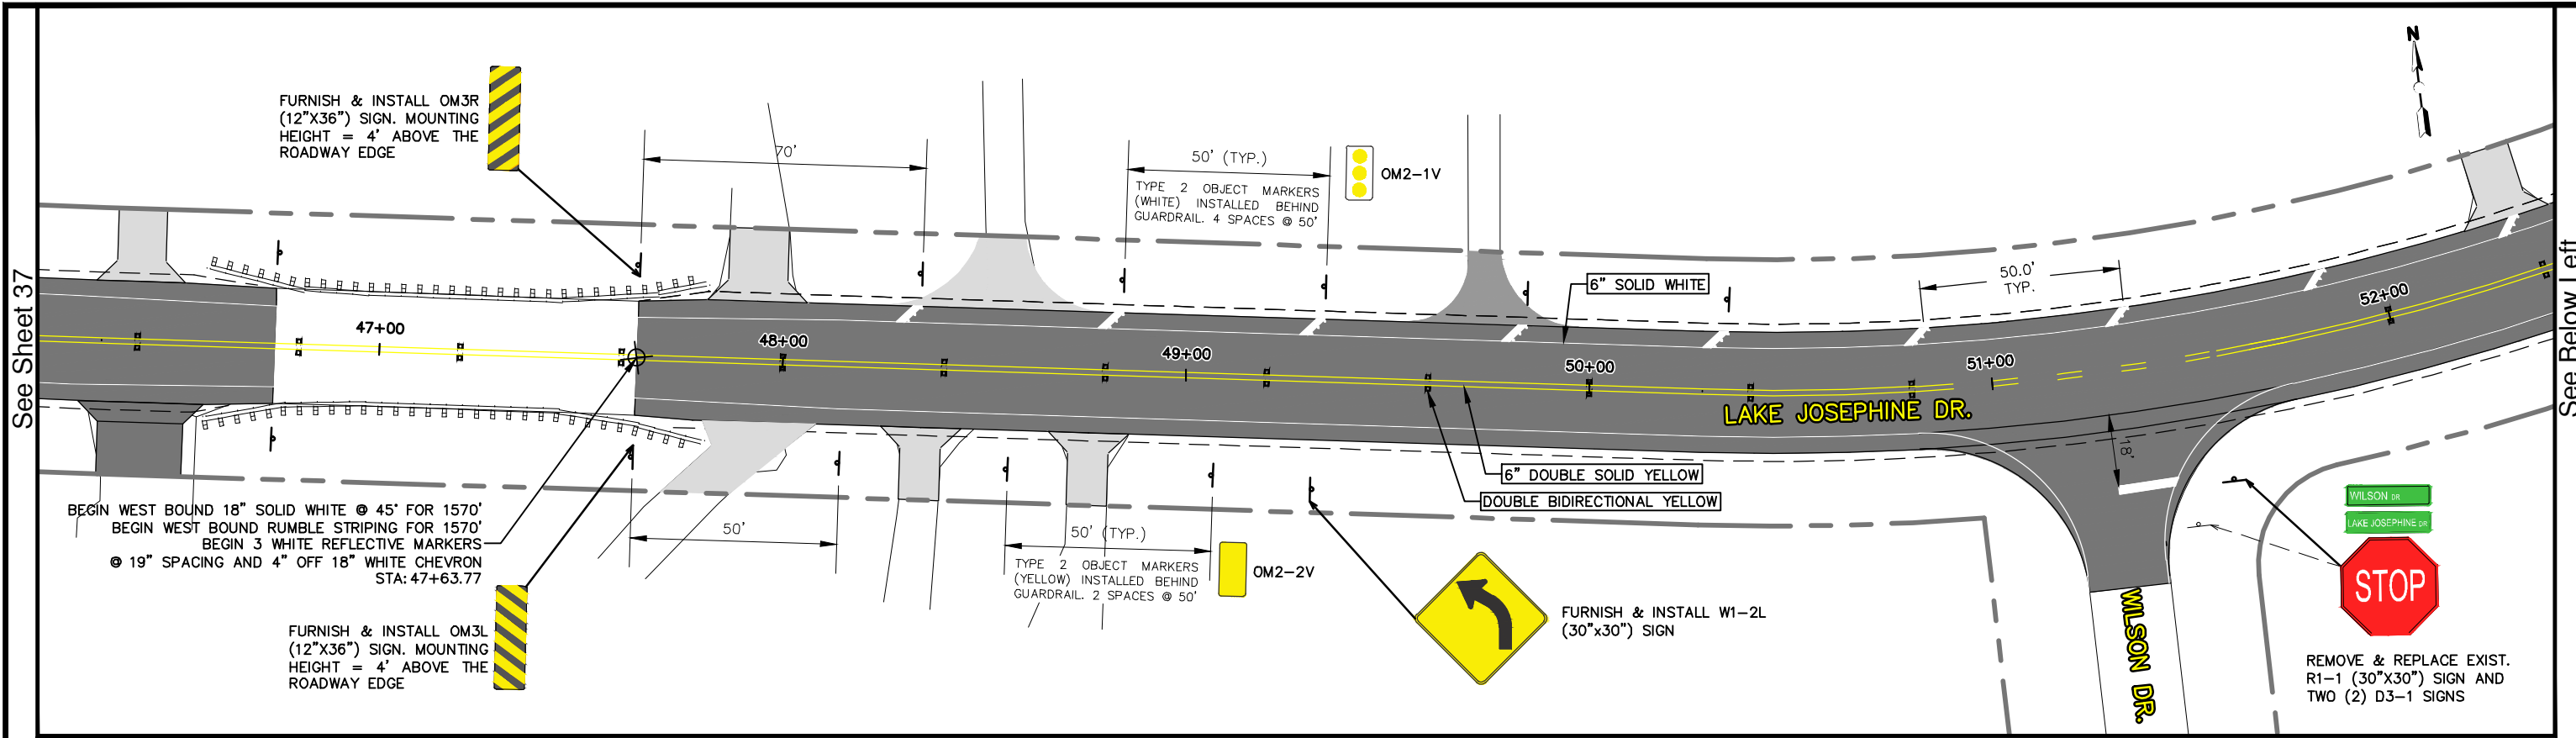 See Sheet 37
FURNISH & INSTALL OM3R
(12"X36") SIGN. MOUNTING
HEIGHT = 4' ABOVE THE
ROADWAY EDGE
70'
50' (TYP.)
TYPE 2 OBJECT MARKERS
(WHITE) INSTALLED BEHIND
GUARDRAIL. 4 SPACES @ 50'
OM2-1V
N
6" SOLID WHITE
50.0'
TYP.
47+00
48+00
49+00
50+00
51+00
52+00
LAKE JOSEPHINE DR.
6" DOUBLE SOLID YELLOW
DOUBLE BIDIRECTIONAL YELLOW
18'
BEGIN WEST BOUND 18" SOLID WHITE @ 45° FOR 1570'
BEGIN WEST BOUND RUMBLE STRIPING FOR 1570'
BEGIN 3 WHITE REFLECTIVE MARKERS
@ 19" SPACING AND 4" OFF 18" WHITE CHEVRON
STA: 47+63.77
50'
50' (TYP.)
TYPE 2 OBJECT MARKERS
(YELLOW) INSTALLED BEHIND
GUARDRAIL. 2 SPACES @ 50'
OM2-2V
FURNISH & INSTALL OM3L
(12"X36") SIGN. MOUNTING
HEIGHT = 4' ABOVE THE
ROADWAY EDGE
FURNISH & INSTALL W1-2L
(30"x30") SIGN
WILSON DR.
WILSON DR
LAKE JOSEPHINE DR
STOP
REMOVE & REPLACE EXIST.
R1-1 (30"X30") SIGN AND
TWO (2) D3-1 SIGNS
See Below Left